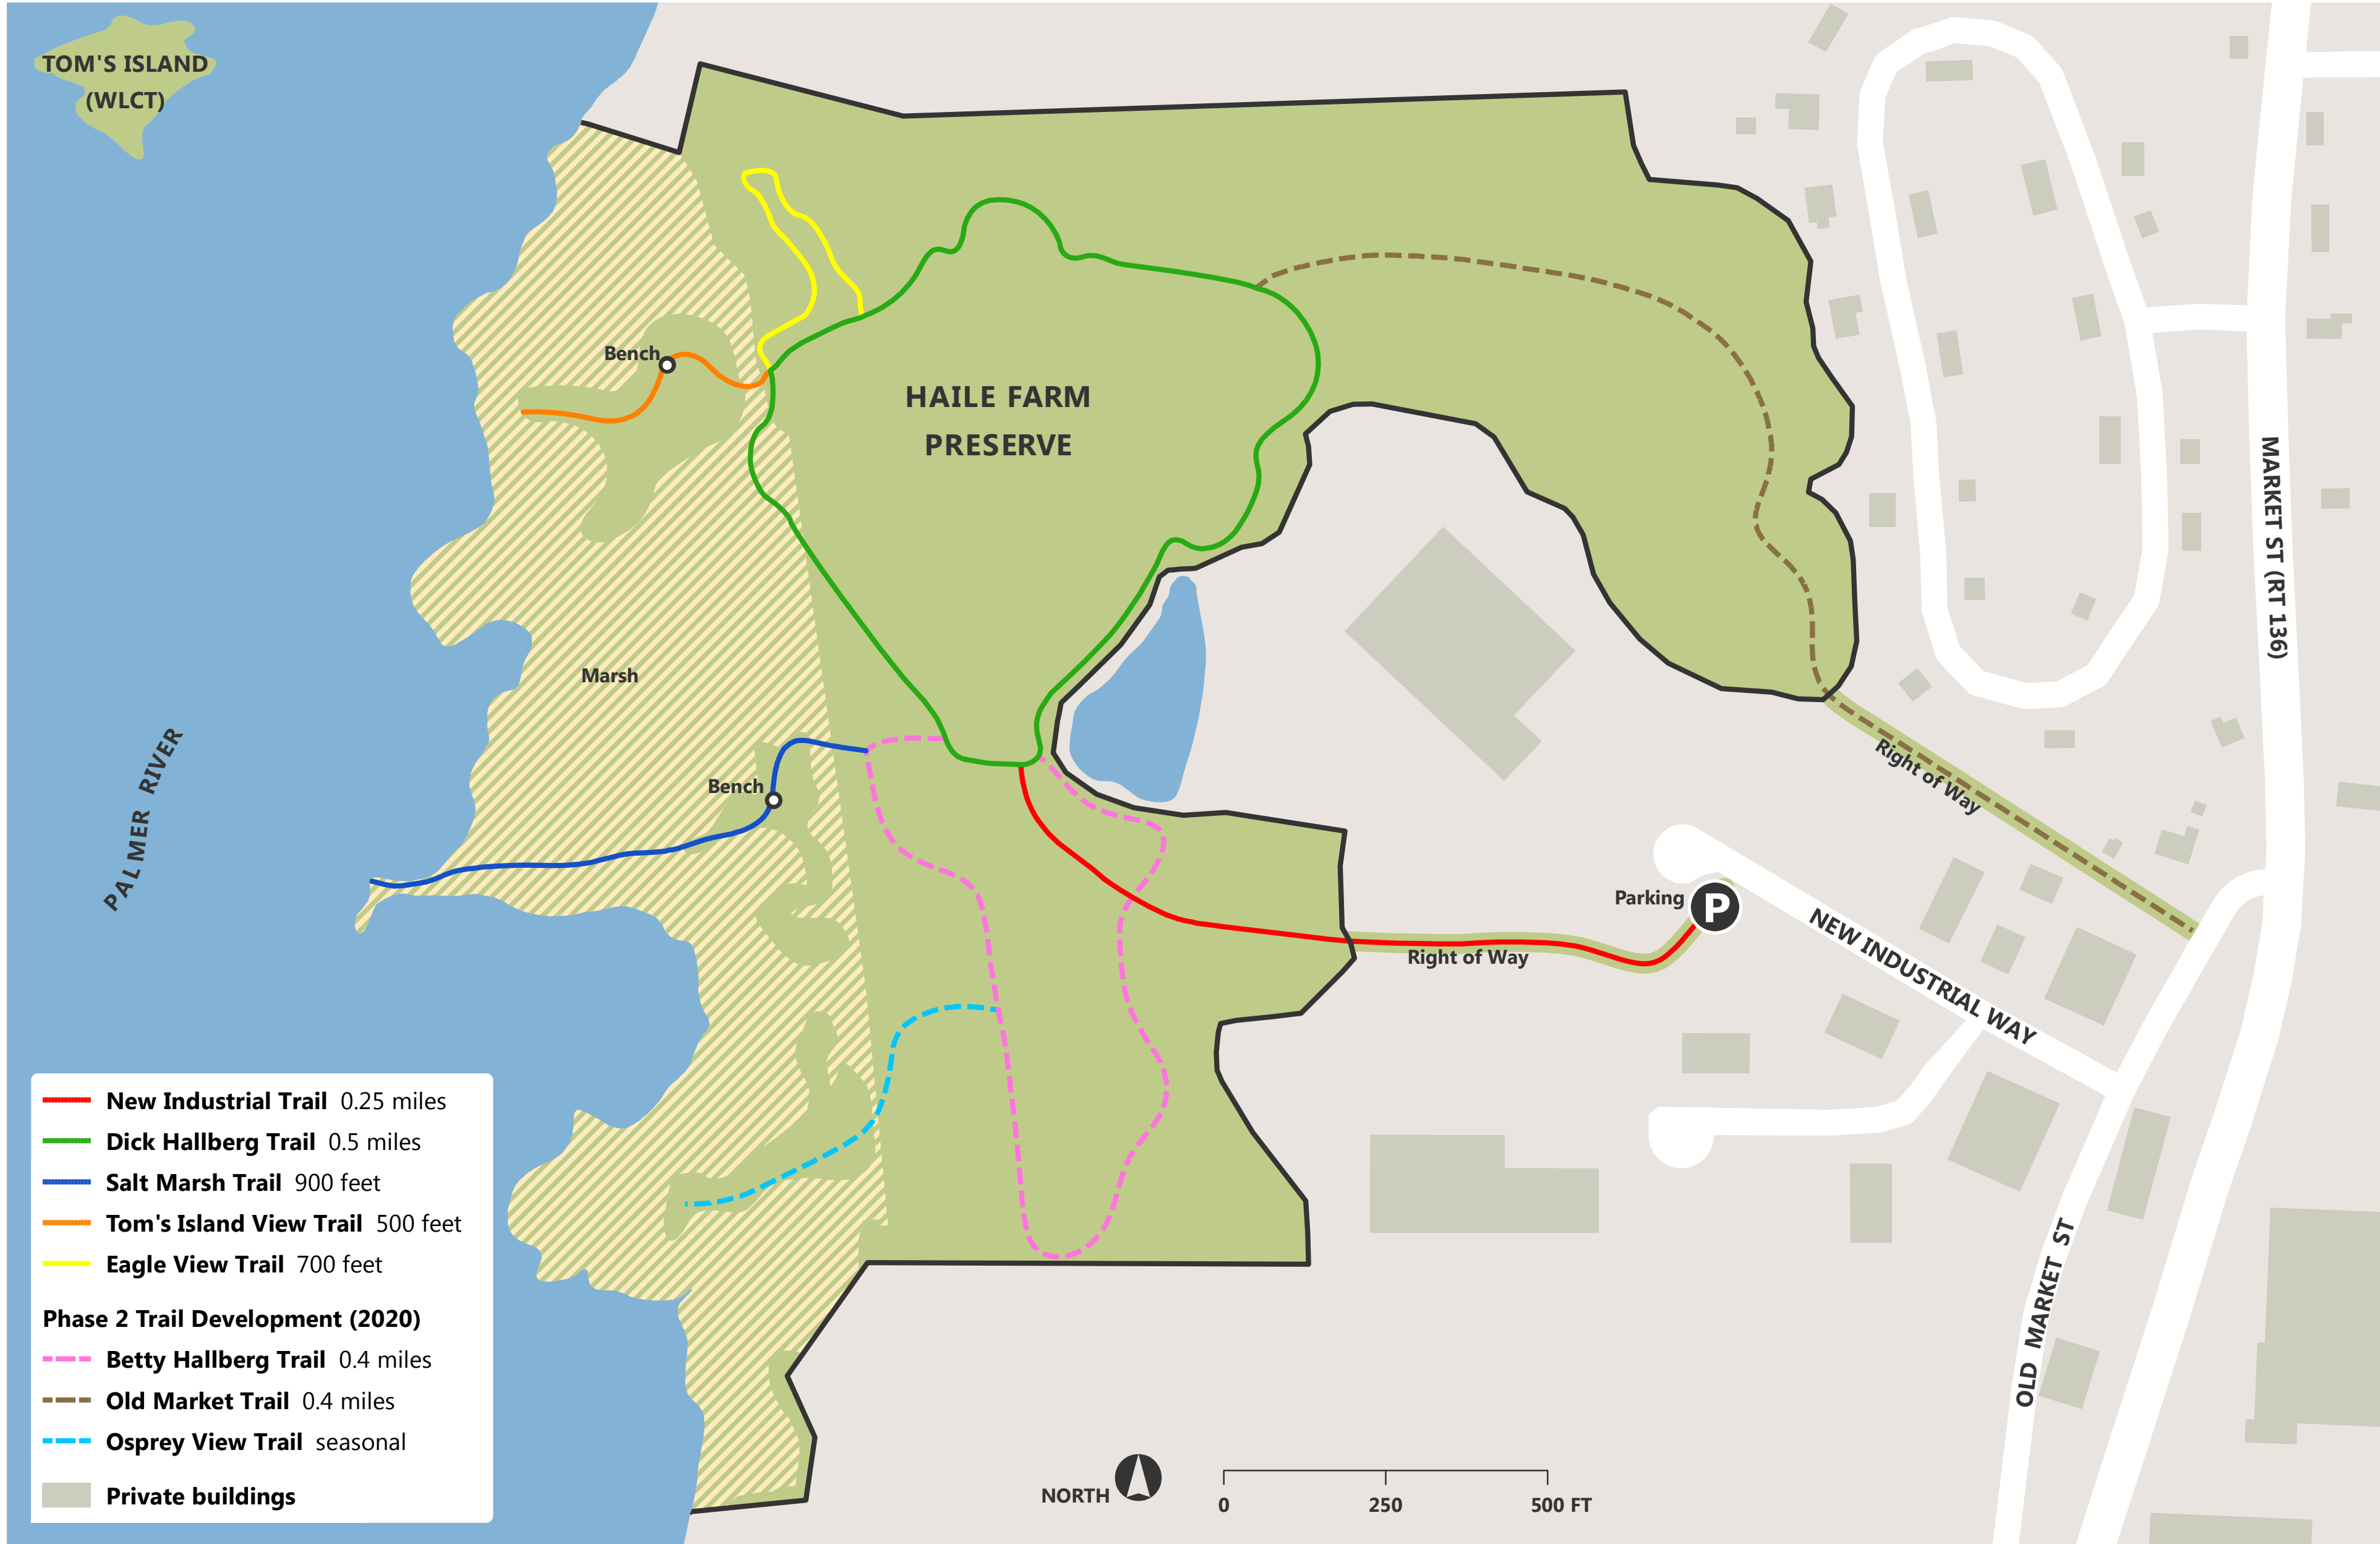 TOM'S ISLAND
(WLCT)
Bench
HAILE FARM
PRESERVE
MARKET ST (RT 136)
Marsh
PALMER RIVER
Bench
Right of Way
Parking
P
NEW INDUSTRIAL WAY
Right of Way
OLD MARKET ST
New Industrial Trail 0.25 miles
Dick Hallberg Trail 0.5 miles
Salt Marsh Trail 900 feet
Tom's Island View Trail 500 feet
Eagle View Trail 700 feet
Phase 2 Trail Development (2020)
Betty Hallberg Trail 0.4 miles
Old Market Trail 0.4 miles
Osprey View Trail seasonal
Private buildings
NORTH
0 250 500 FT